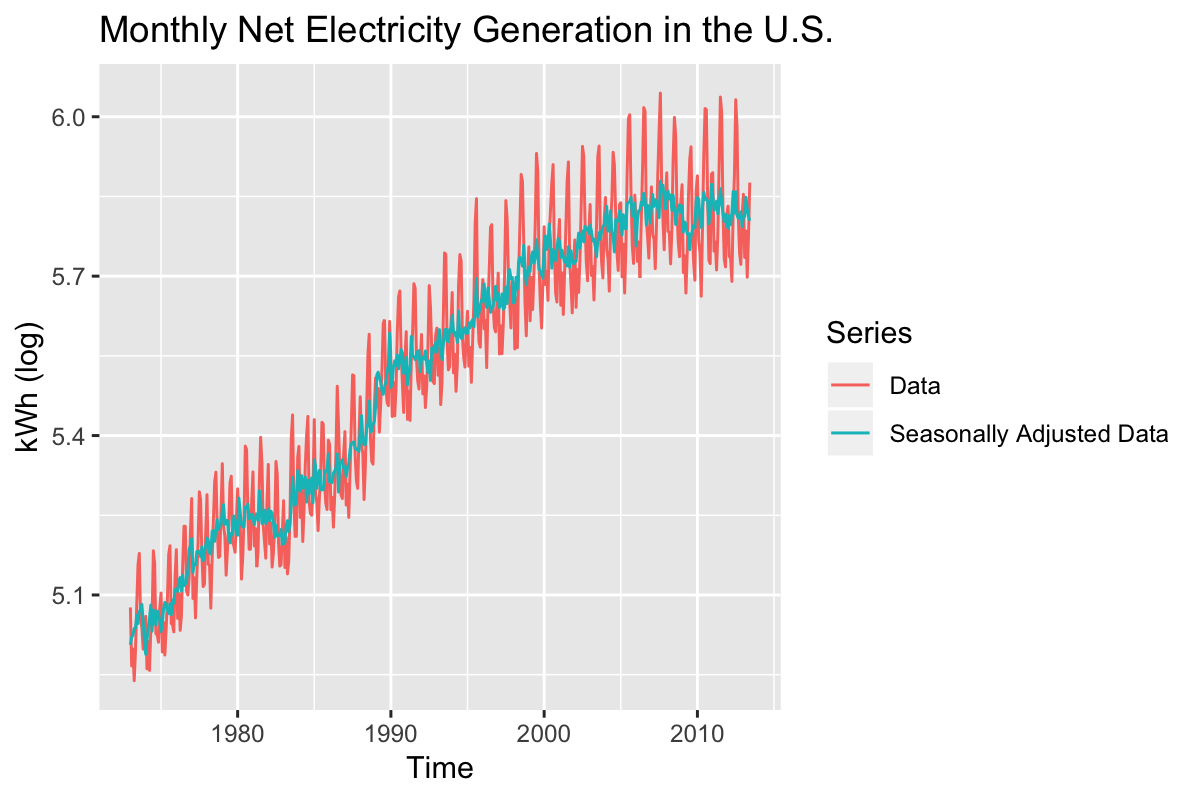 Monthly Net Electricity Generation in the U.S.
kWh (log)
6.0
5.7
5.4
5.1
1980 1990 2000 2010
Time
Series
Data
Seasonally Adjusted Data